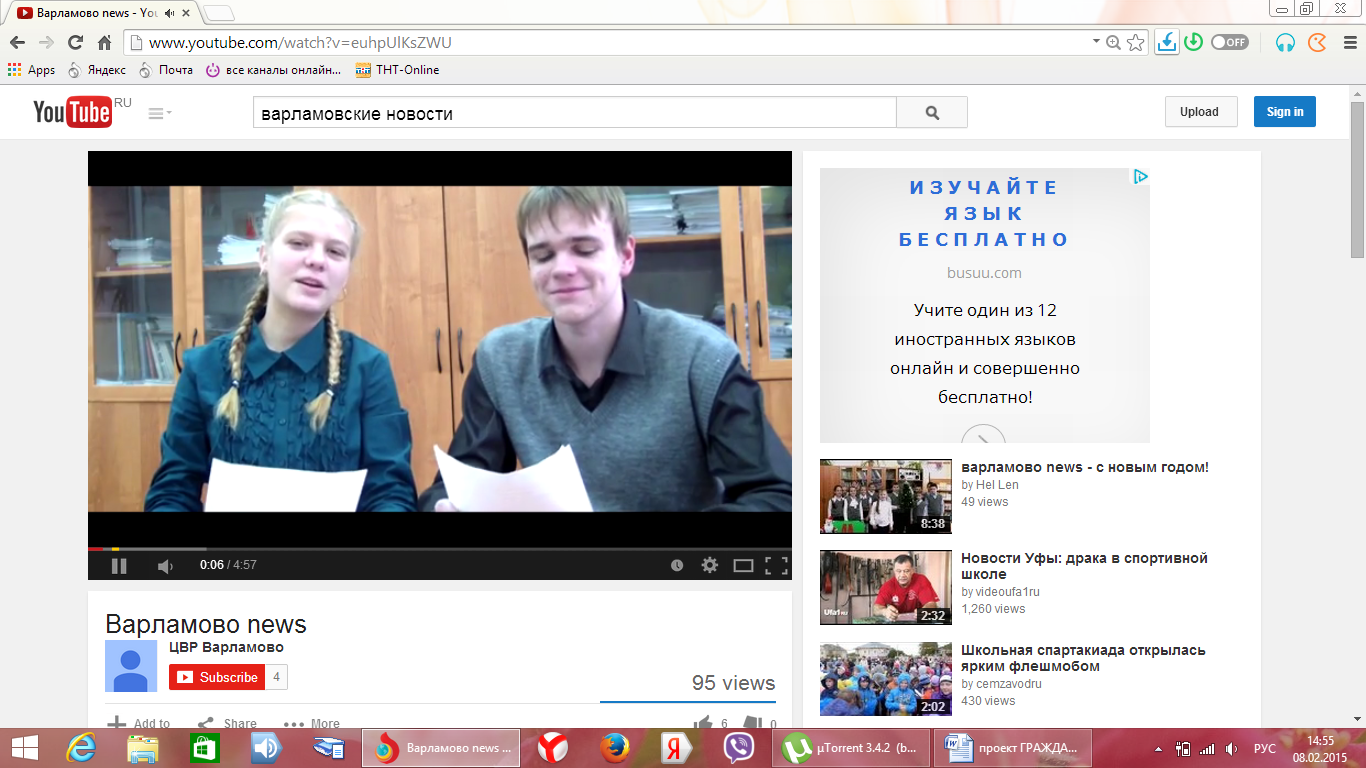 Варламово news - You
www.youtube.com/watch?v=euhpUlKsZWU
OFF
Apps Яндекс Почта все каналы онлайн... ТНТ-Online
YouTube RU
варламовские новости
Upload Sign in
ИЗУЧАЙТЕ
ЯЗЫК
БЕСПЛАТНО
busuu.com
Учите один из 12
иностранных языков
онлайн и совершенно
бесплатно!
0:06 / 4:57
Варламово news
ЦВР Варламово
Subscribe 4
95 views
Add to Share More 6 0
варламово news - с новым годом!
by Hel Len
49 views
8:38
Новости Уфы: драка в спортивной
школе
by videoufa1ru
1,260 views
2:32
Школьная спартакиада открылась
ярким флешмобом
by cemzavodru
430 views
2:02
Варламово news ... µTorrent 3.4.2 (b... проект ГРАЖДА... РУС
14:55
08.02.2015